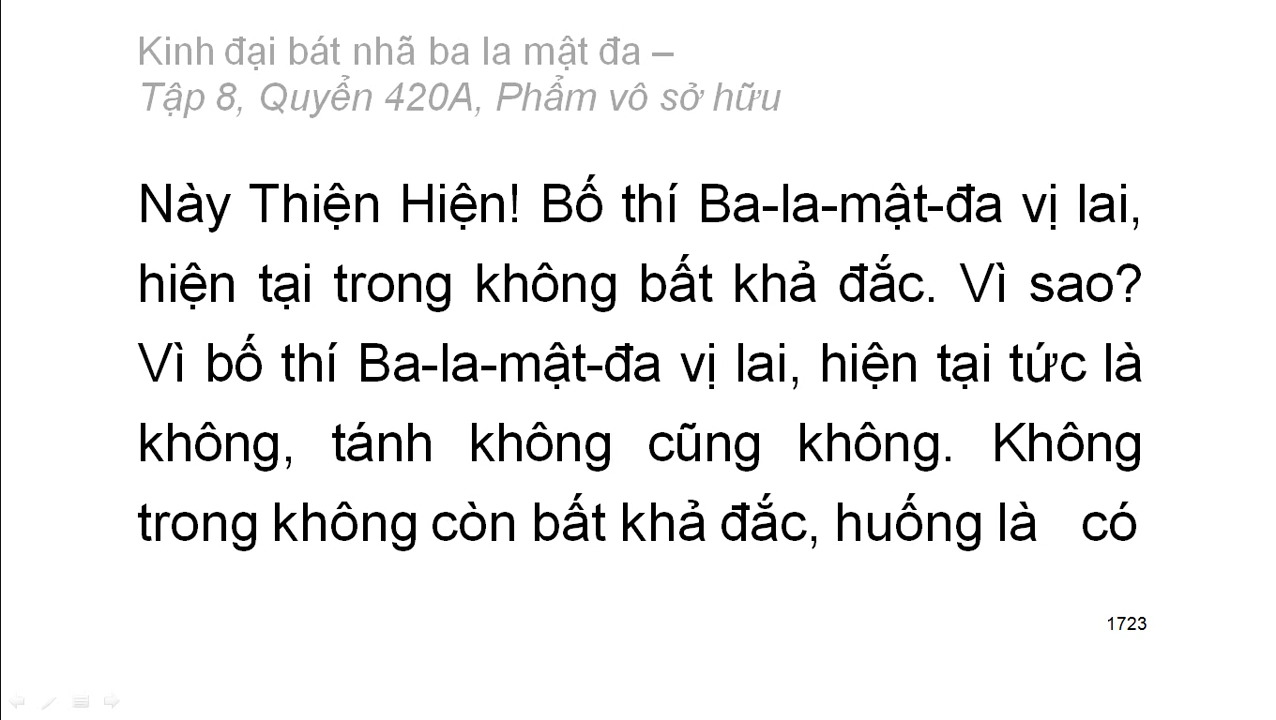 Kinh đại bát nhã ba la mật đa –
Tập 8, Quyển 420A, Phẩm vô sở hữu
Này Thiện Hiện! Bố thí Ba-la-mật-đa vị lai,
hiện tại trong không bất khả đắc. Vì sao?
Vì bố thí Ba-la-mật-đa vị lai, hiện tại tức là
không, tánh không cũng không. Không
trong không còn bất khả đắc, huống là có
1723